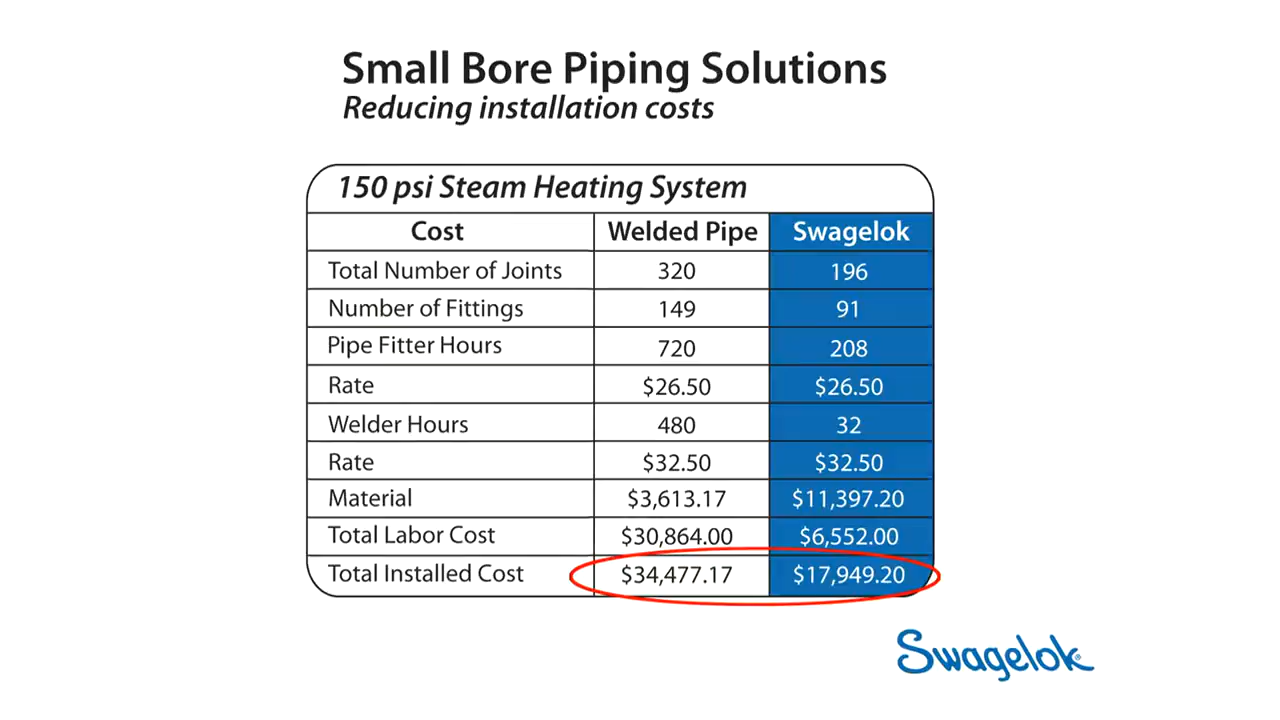 Small Bore Piping Solutions
Reducing installation costs
150 psi Steam Heating System
Cost Welded Pipe Swagelok
Total Number of Joints 320 196
Number of Fittings 149 91
Pipe Fitter Hours 720 208
Rate $26.50 $26.50
Welder Hours 480 32
Rate $32.50 $32.50
Material $3,613.17 $11,397.20
Total Labor Cost $30,864.00 $6,552.00
Total Installed Cost $34,477.17 $17,949.20
Swagelok®